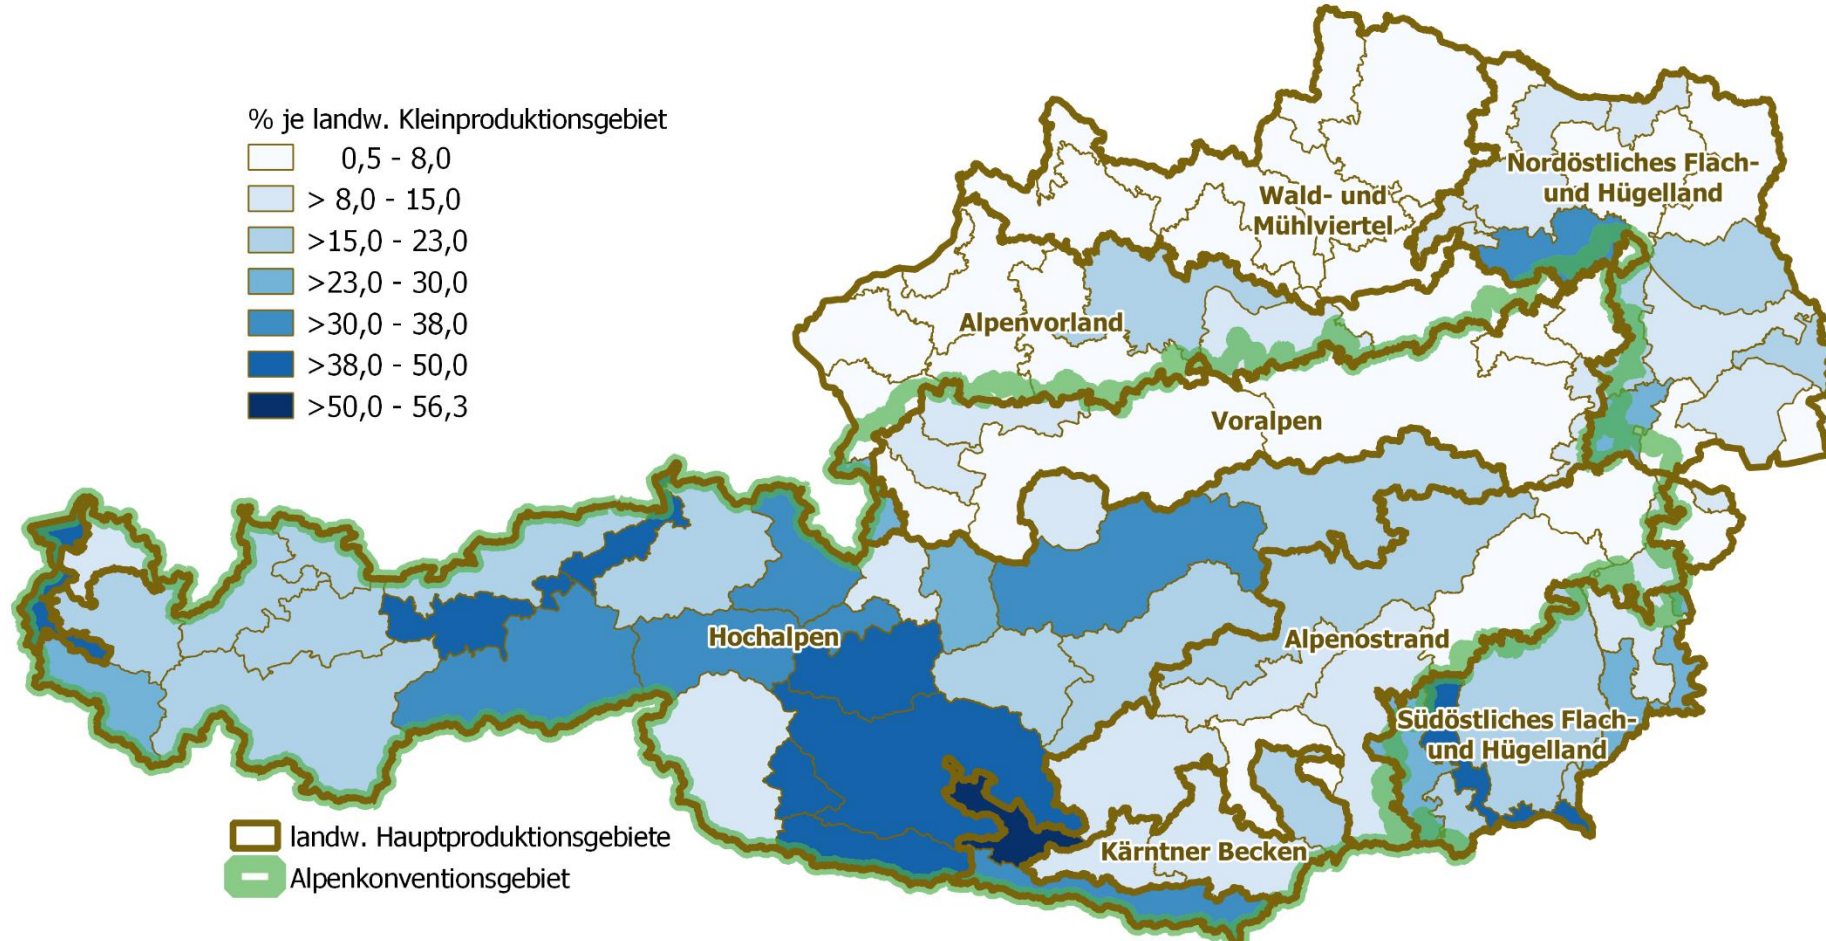 % je landw. Kleinproduktionsgebiet
0,5 - 8,0
> 8,0 - 15,0
>15,0 - 23,0
>23,0 - 30,0
>30,0 - 38,0
>38,0 - 50,0
>50,0 - 56,3
Nordöstliches Flach-
und Hügelland
Wald- und
Mühlviertel
Alpenvorland
Voralpen
Hochalpen
Alpenostrand
Südöstliches Flach-
und Hügelland
Kärntner Becken
landw. Hauptproduktionsgebiete
Alpenkonventionsgebiet